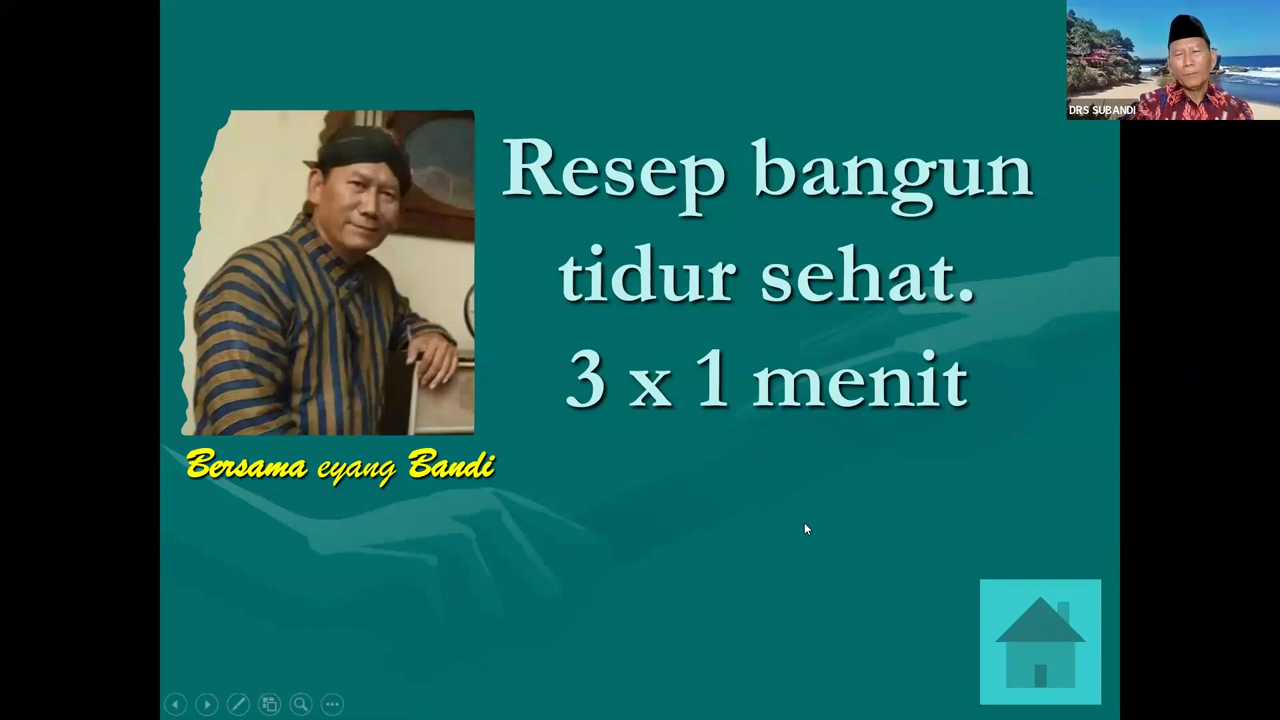 DRS SUBANDI
Resep bangun
tidur sehat.
3 x 1 menit
Bersama eyang Bandi